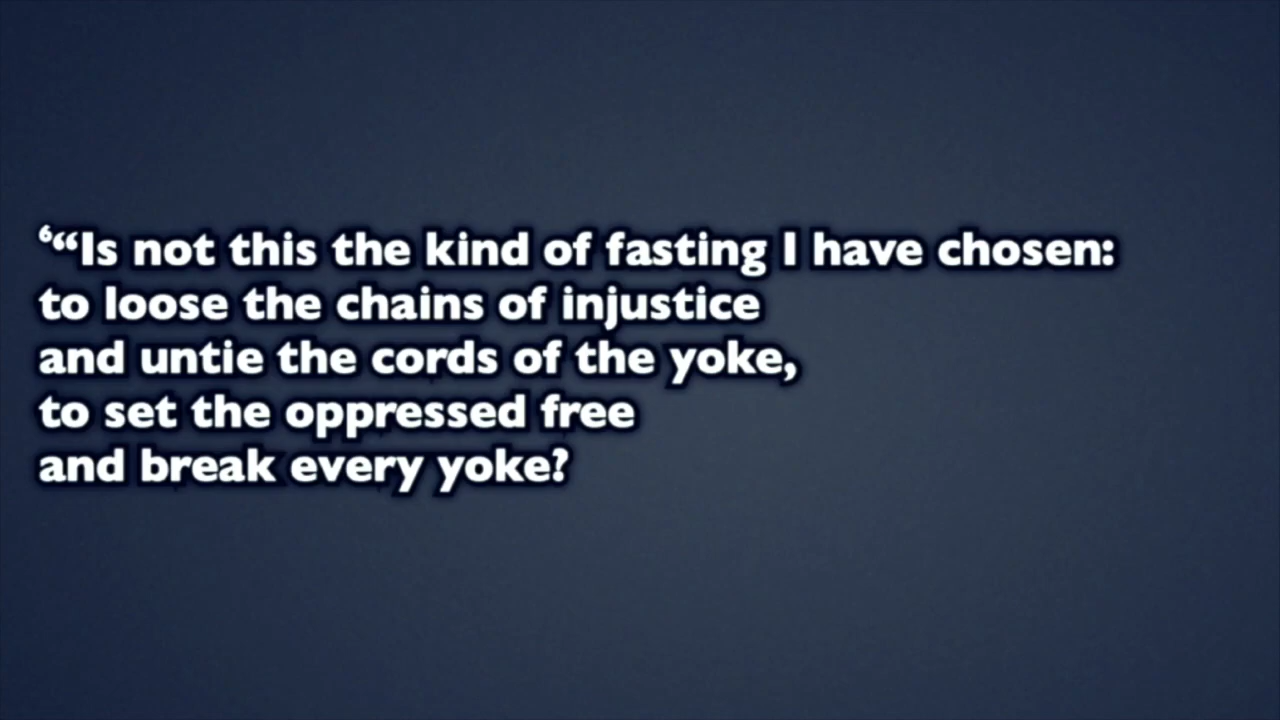 ⁶“Is not this the kind of fasting I have chosen:
to loose the chains of injustice
and untie the cords of the yoke,
to set the oppressed free
and break every yoke?